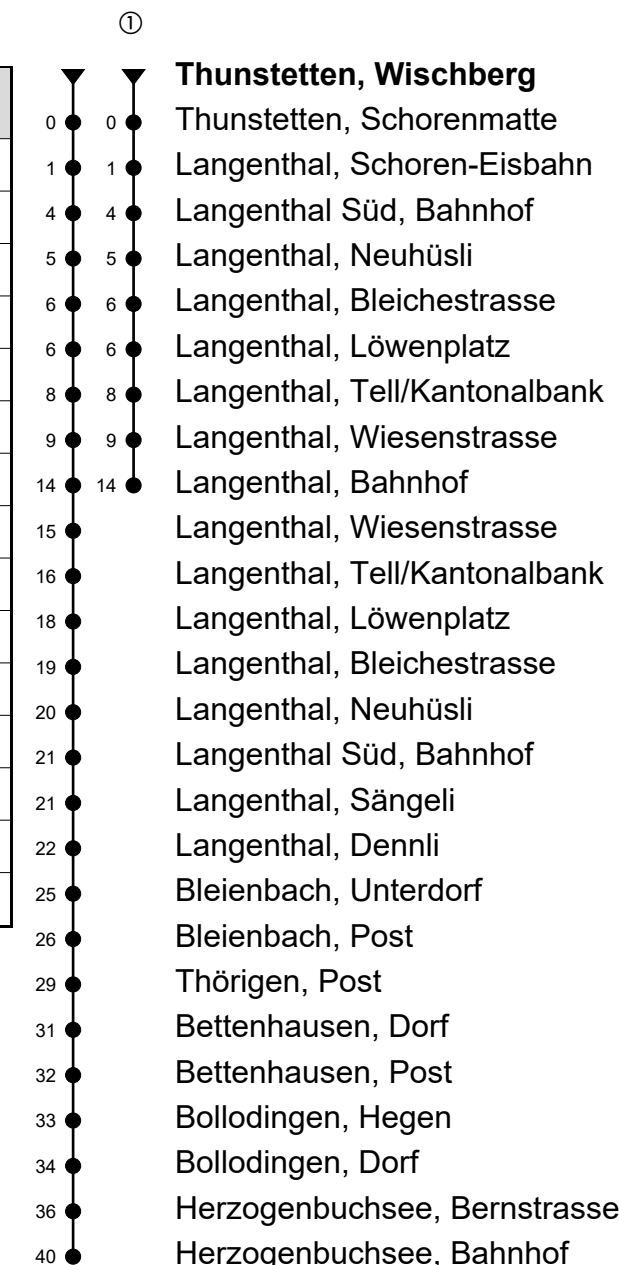 ①
Thunstetten, Wischberg
0 0 Thunstetten, Schorenmatte
1 1 Langenthal, Schoren-Eisbahn
4 4 Langenthal Süd, Bahnhof
5 5 Langenthal, Neuhüsli
6 6 Langenthal, Bleichestrasse
6 6 Langenthal, Löwenplatz
8 8 Langenthal, Tell/Kantonalbank
9 9 Langenthal, Wiesenstrasse
14 14 Langenthal, Bahnhof
15 Langenthal, Wiesenstrasse
16 Langenthal, Tell/Kantonalbank
18 Langenthal, Löwenplatz
19 Langenthal, Bleichestrasse
20 Langenthal, Neuhüsli
21 Langenthal Süd, Bahnhof
21 Langenthal, Sängeli
22 Langenthal, Dennli
25 Bleienbach, Unterdorf
26 Bleienbach, Post
29 Thörigen, Post
31 Bettenhausen, Dorf
32 Bettenhausen, Post
33 Bollodingen, Hegen
34 Bollodingen, Dorf
36 Herzogenbuchsee, Bernstrasse
40 Herzogenbuchsee, Bahnhof